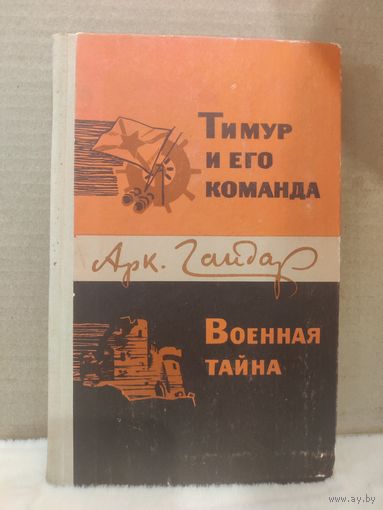 Тимур
и его
команда
Арк. Гайдар
Военная
тайна
www.ay.by